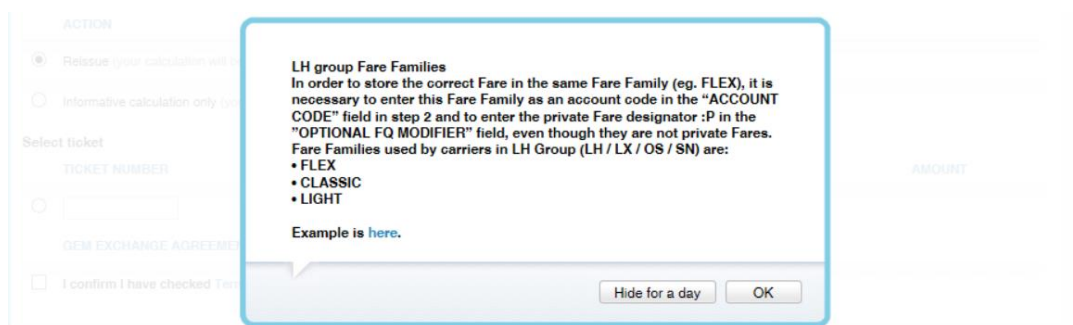 ACTION
Reissue (your calculation will b
Informative calculation only
Select ticket
TICKET NUMBER
AMOUNT
GEM EXCHANGE AGREEME
I confirm I have checked Ter
LH group Fare Families
In order to store the correct Fare in the same Fare Family (eg. FLEX), it is
necessary to enter this Fare Family as an account code in the “ACCOUNT
CODE” field in step 2 and to enter the private Fare designator :P in the
”OPTIONAL FQ MODIFIER” field, even though they are not private Fares.
Fare Families used by carriers in LH Group (LH / LX / OS / SN) are:
• FLEX
• CLASSIC
• LIGHT
Example is here.
Hide for a day
OK